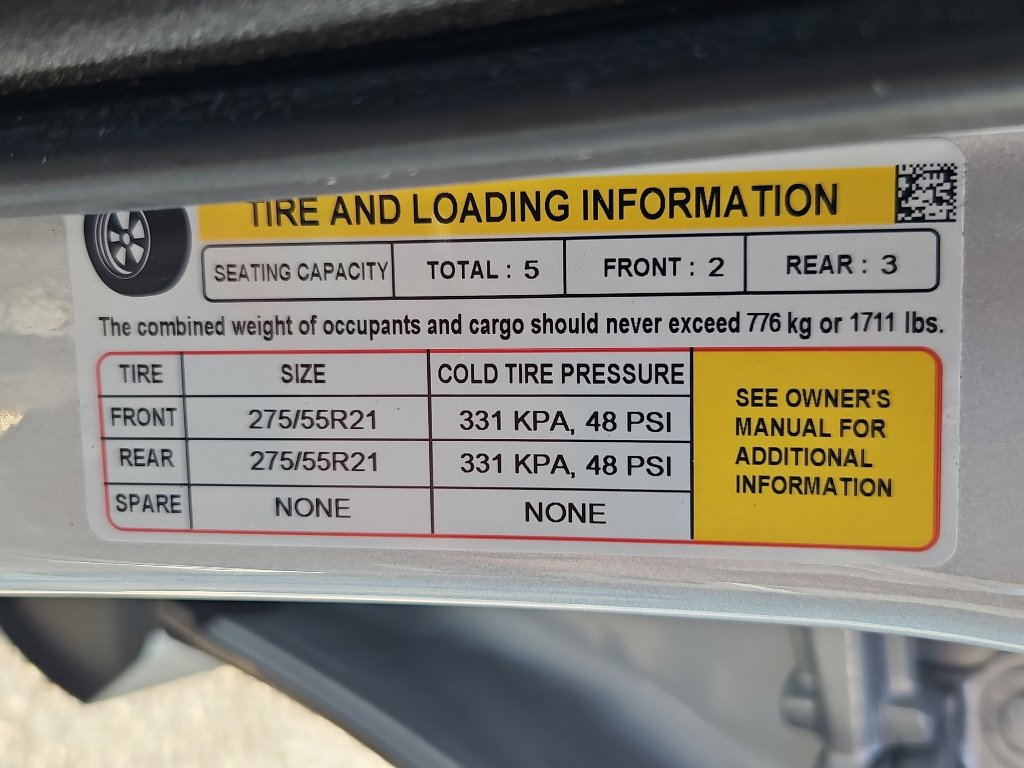 TIRE AND LOADING INFORMATION
SEATING CAPACITY TOTAL : 5 FRONT : 2 REAR : 3
The combined weight of occupants and cargo should never exceed 776 kg or 1711 lbs.
TIRE SIZE COLD TIRE PRESSURE
FRONT 275/55R21 331 KPA, 48 PSI
REAR 275/55R21 331 KPA, 48 PSI
SPARE NONE NONE
SEE OWNER'S
MANUAL FOR
ADDITIONAL
INFORMATION